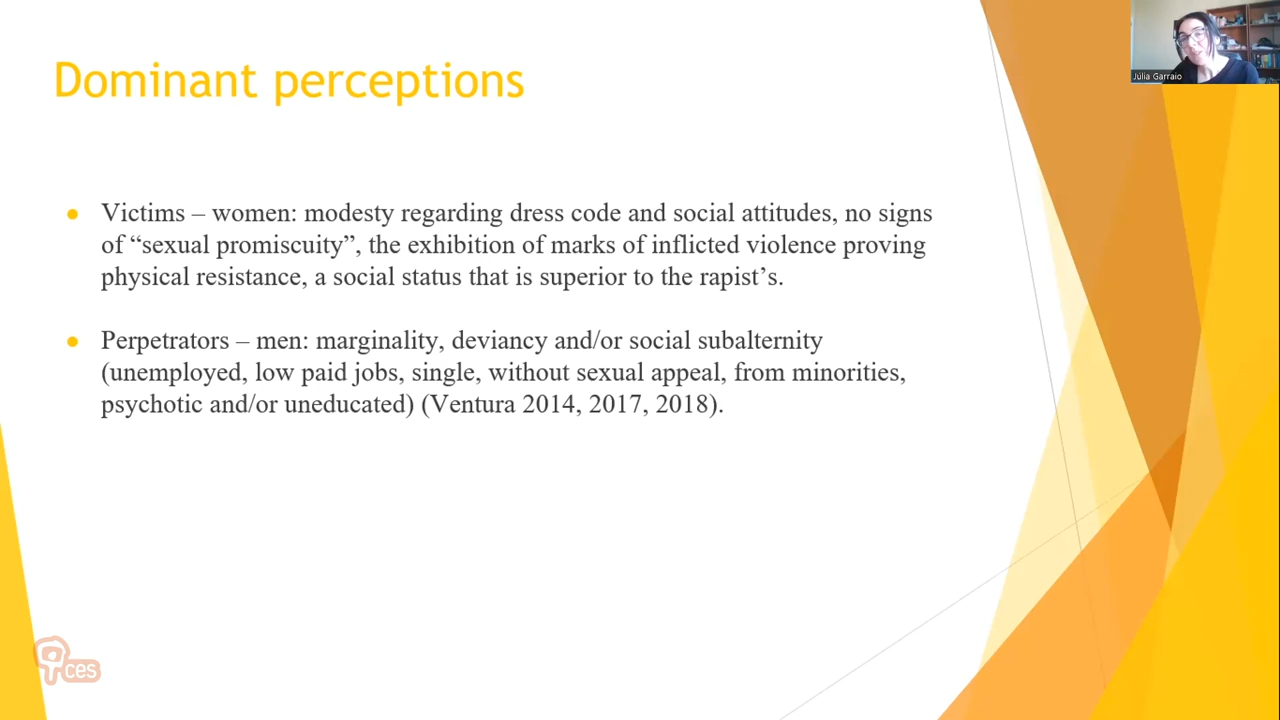 Dominant perceptions
Júlia Garraio
● Victims – women: modesty regarding dress code and social attitudes, no signs
of “sexual promiscuity”, the exhibition of marks of inflicted violence proving
physical resistance, a social status that is superior to the rapist’s.
● Perpetrators – men: marginality, deviancy and/or social subalternity
(unemployed, low paid jobs, single, without sexual appeal, from minorities,
psychotic and/or uneducated) (Ventura 2014, 2017, 2018).
ces